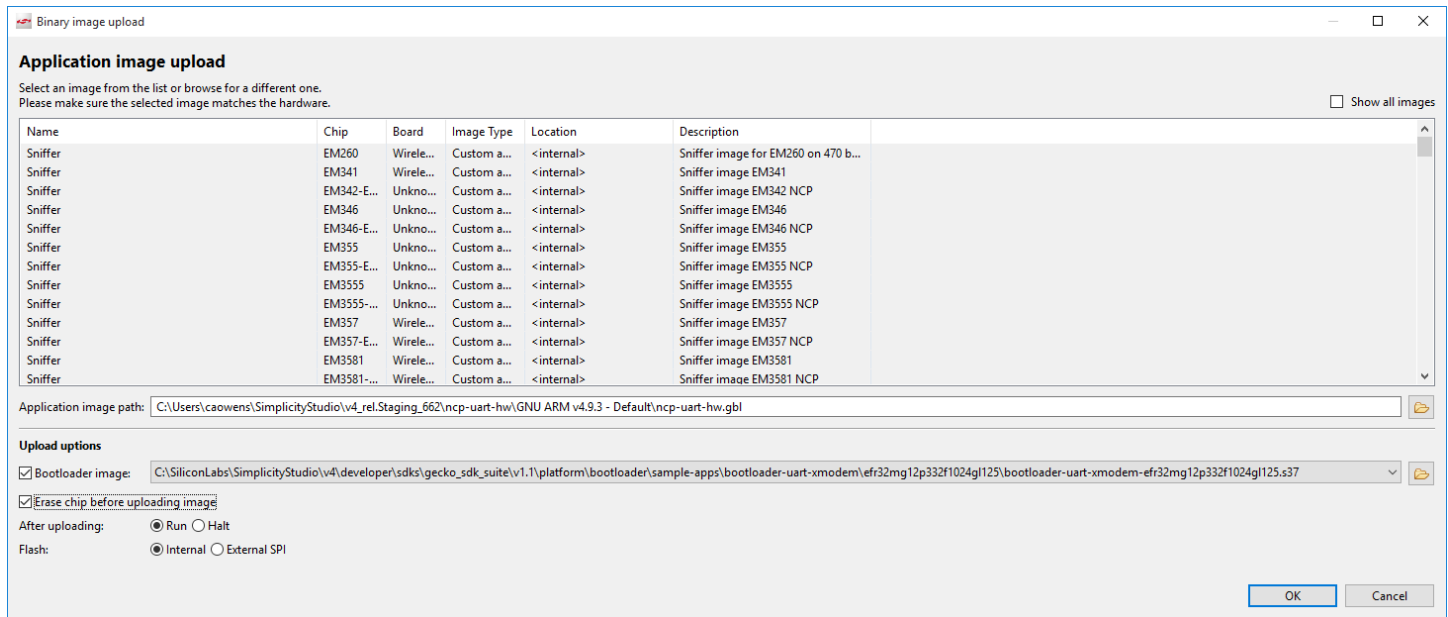 Binary image upload
Application image upload
Select an image from the list or browse for a different one.
Please make sure the selected image matches the hardware.
Show all images
Name Chip Board Image Type Location Description
Sniffer EM260 Wirele... Custom a... <internal> Sniffer image for EM260 on 470 b...
Sniffer EM341 Wirele... Custom a... <internal> Sniffer image EM341
Sniffer EM342-E... Unkno... Custom a... <internal> Sniffer image EM342 NCP
Sniffer EM346 Unkno... Custom a... <internal> Sniffer image EM346
Sniffer EM346-E... Unkno... Custom a... <internal> Sniffer image EM346 NCP
Sniffer EM355 Unkno... Custom a... <internal> Sniffer image EM355
Sniffer EM355-E... Unkno... Custom a... <internal> Sniffer image EM355 NCP
Sniffer EM3555 Unkno... Custom a... <internal> Sniffer image EM3555
Sniffer EM3555-... Unkno... Custom a... <internal> Sniffer image EM3555 NCP
Sniffer EM357 Wirele... Custom a... <internal> Sniffer image EM357
Sniffer EM357-E... Wirele... Custom a... <internal> Sniffer image EM357 NCP
Sniffer EM3581 Wirele... Custom a... <internal> Sniffer image EM3581
Sniffer EM3581-... Wirele... Custom a... <internal> Sniffer image EM3581 NCP
Application image path: C:\Users\caowens\SimplicityStudio\v4_rel.Staging_662\ncp-uart-hw\GNU ARM v4.9.3 - Default\ncp-uart-hw.gbl
Upload uptions
Bootloader image: C:\SiliconLabs\SimplicityStudio\v4\developer\sdks\gecko_sdk_suite\v1.1\platform\bootloader\sample-apps\bootloader-uart-xmodem\efr32mg12p332f1024gl125\bootloader-uart-xmodem-efr32mg12p332f1024gl125.s37
Erase chip before uploading image
After uploading: Run Halt
Flash: Internal External SPI
OK Cancel